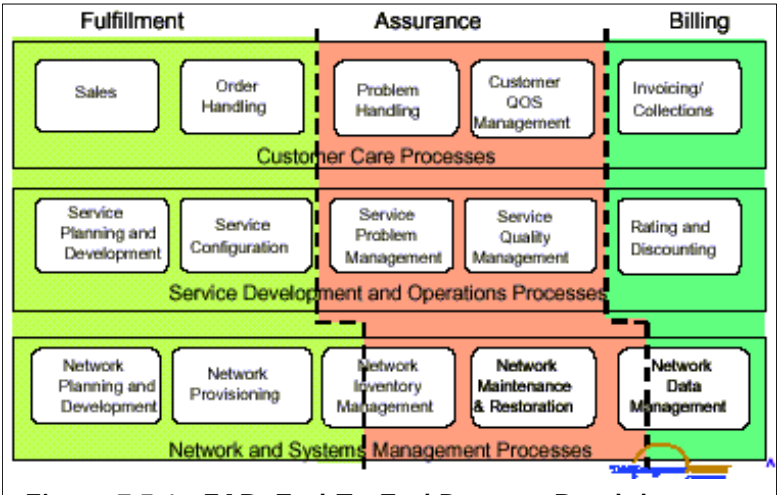 Fulfillment Assurance Billing
Sales
Order
Handling
Problem
Handling
Customer
QOS
Management
Invoicing/
Collections
Customer Care Processes
Service
Planning and
Development
Service
Configuration
Service
Problem
Management
Service
Quality
Management
Rating and
Discounting
Service Development and Operations Processes
Network
Planning and
Development
Network
Provisioning
Network
Inventory
Management
Network
Maintenance
& Restoration
Network
Data
Management
Network and Systems Management Processes